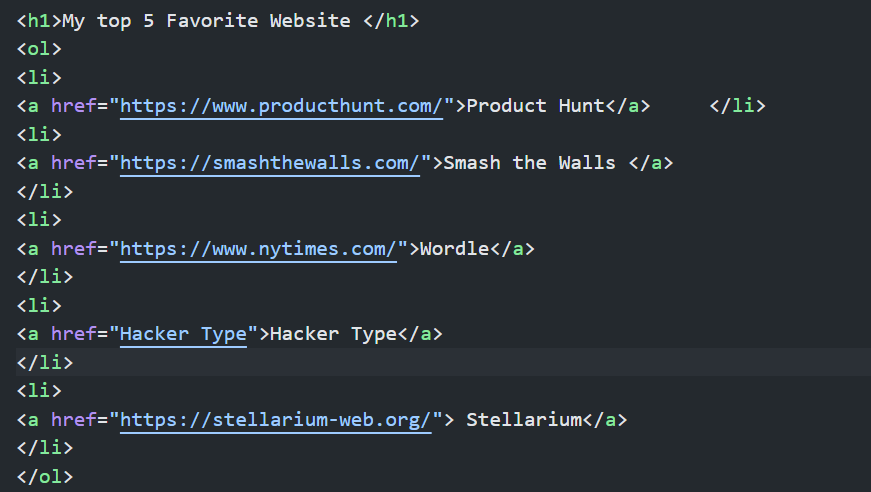 <h1>My top 5 Favorite Website </h1>
<ol>
<li>
<a href="https://www.producthunt.com/">Product Hunt</a>     </li>
<li>
<a href="https://smashthewalls.com/">Smash the Walls </a>
</li>
<li>
<a href="https://www.nytimes.com/">Wordle</a>
</li>
<li>
<a href="Hacker Type">Hacker Type</a>
</li>
<li>
<a href="https://stellarium-web.org/"> Stellarium</a>
</li>
</ol>